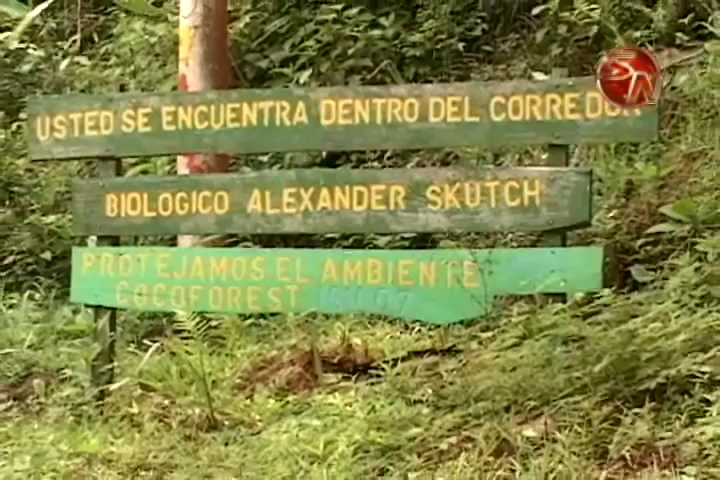 USTED SE ENCUENTRA DENTRO DEL CORREDOR
BIOLOGICO ALEXANDER SKUTCH
PROTEJAMOS EL AMBIENTE
COCOFOREST